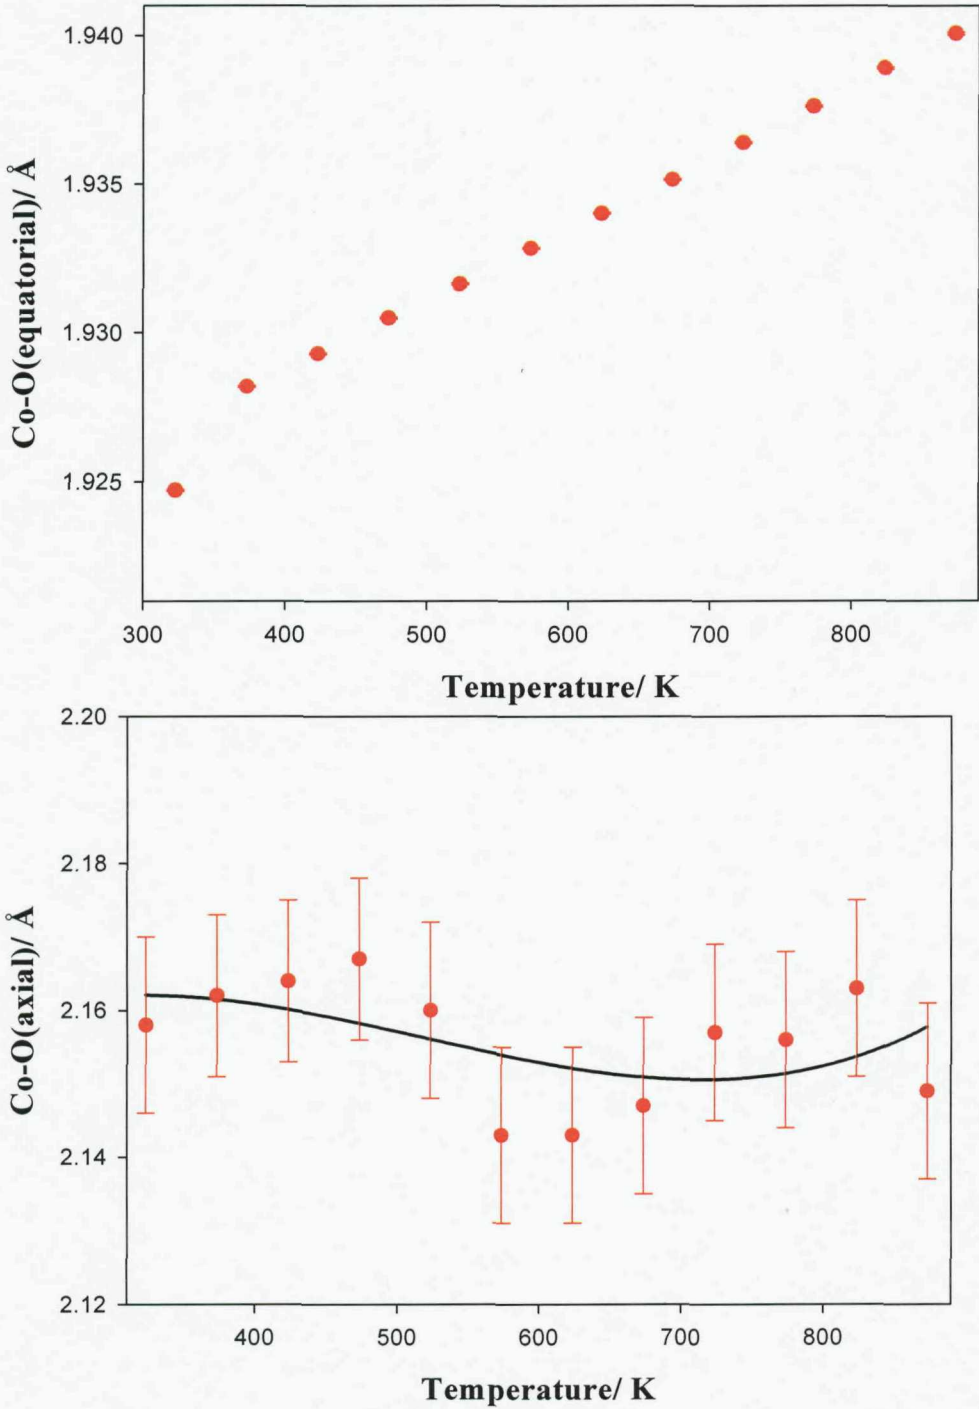 1.940
1.935
1.930
1.925
Co-O(equatorial)/ Å
300 400 500 600 700 800
Temperature/ K
2.20
2.18
2.16
2.14
2.12
Co-O(axial)/ Å
400 500 600 700 800
Temperature/ K